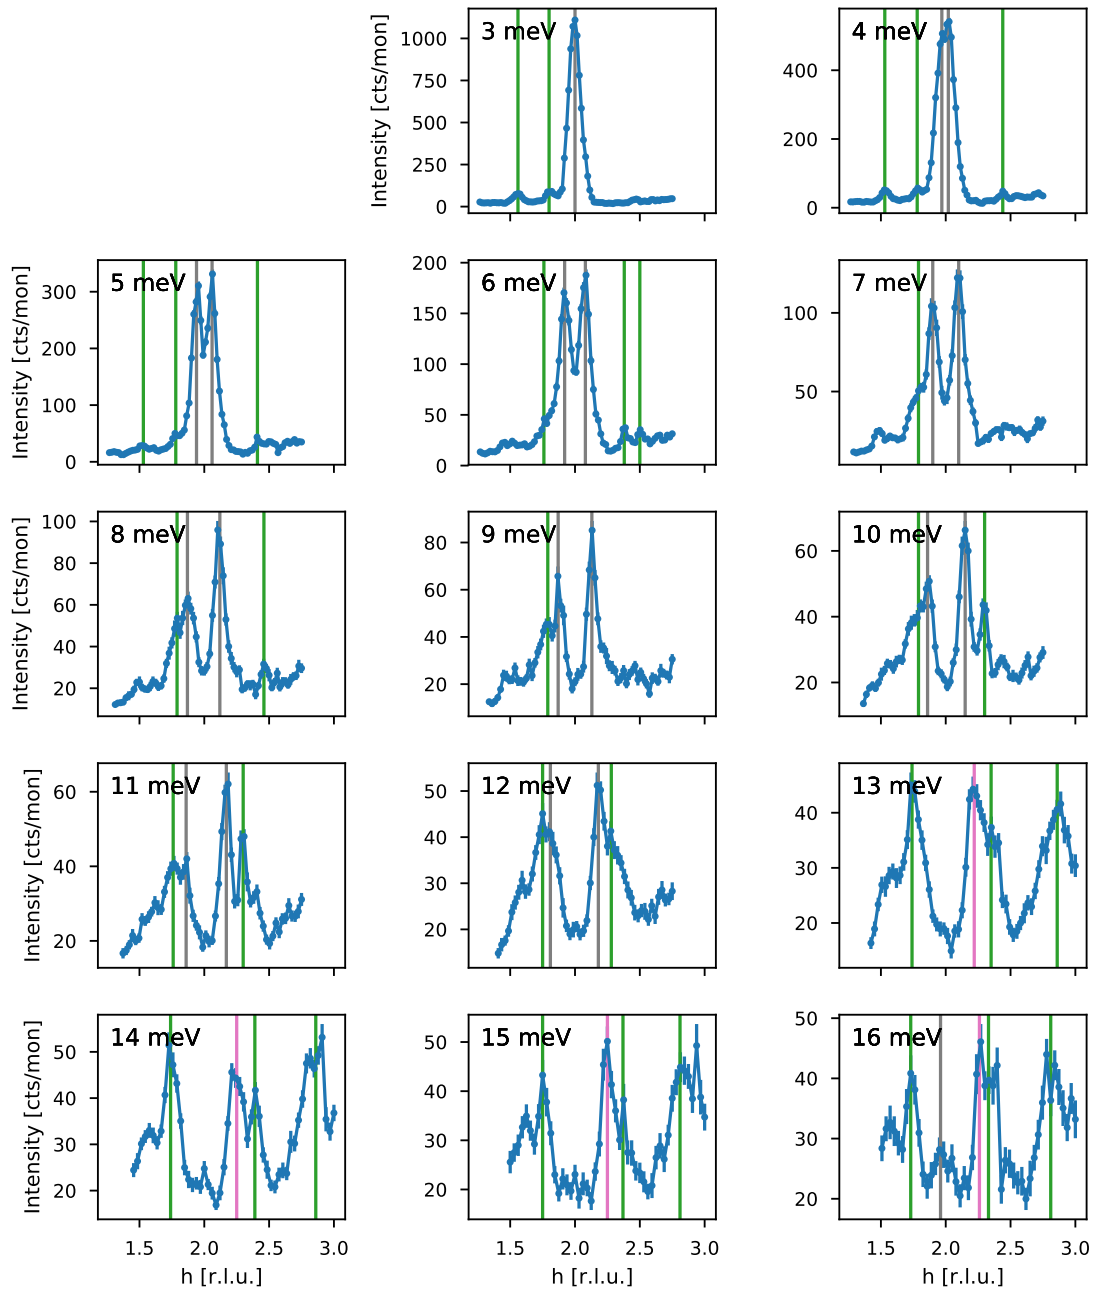 Intensity [cts/mon]
3 meV
1000
750
500
250
0
4 meV
400
200
0
Intensity [cts/mon]
5 meV
300
200
100
0
6 meV
200
150
100
50
0
7 meV
100
50
Intensity [cts/mon]
8 meV
100
80
60
40
20
9 meV
80
60
40
20
10 meV
60
40
20
Intensity [cts/mon]
11 meV
60
40
20
12 meV
50
40
30
20
13 meV
40
30
20
Intensity [cts/mon]
14 meV
50
40
30
20
15 meV
50
40
30
20
16 meV
50
40
30
20
1.5 2.0 2.5 3.0
1.5 2.0 2.5 3.0
1.5 2.0 2.5 3.0
h [r.l.u.]
h [r.l.u.]
h [r.l.u.]